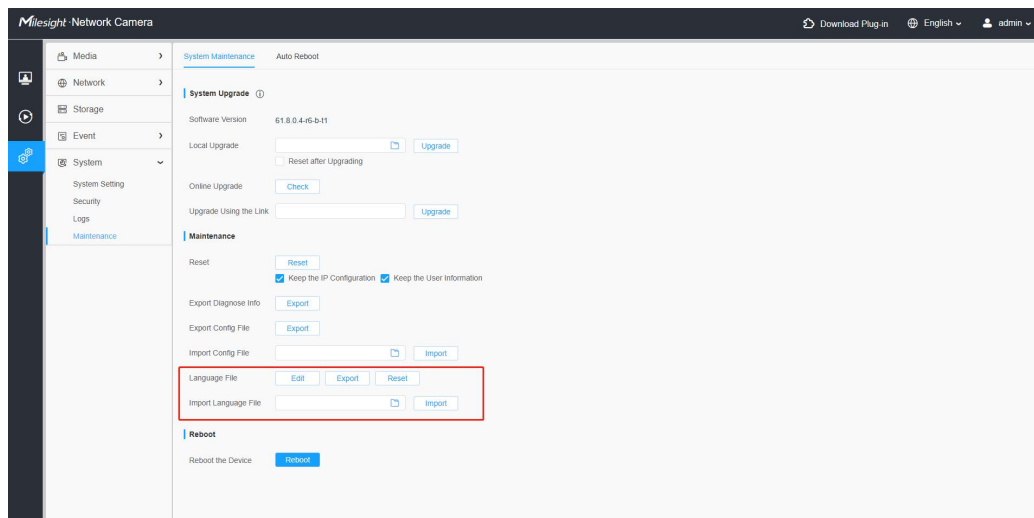 Milesight·Network Camera
Download Plug-in
English
admin
Media
Network
Storage
Event
System
System Setting
Security
Logs
Maintenance
System Maintenance Auto Reboot
System Upgrade
Software Version 61.8.0.4-r6-b-t1
Local Upgrade Upgrade
Reset after Upgrading
Online Upgrade Check
Upgrade Using the Link Upgrade
Maintenance
Reset Reset
Keep the IP Configuration Keep the User Information
Export Diagnose Info Export
Export Config File Export
Import Config File Import
Language File Edit Export Reset
Import Language File Import
Reboot
Reboot the Device Reboot